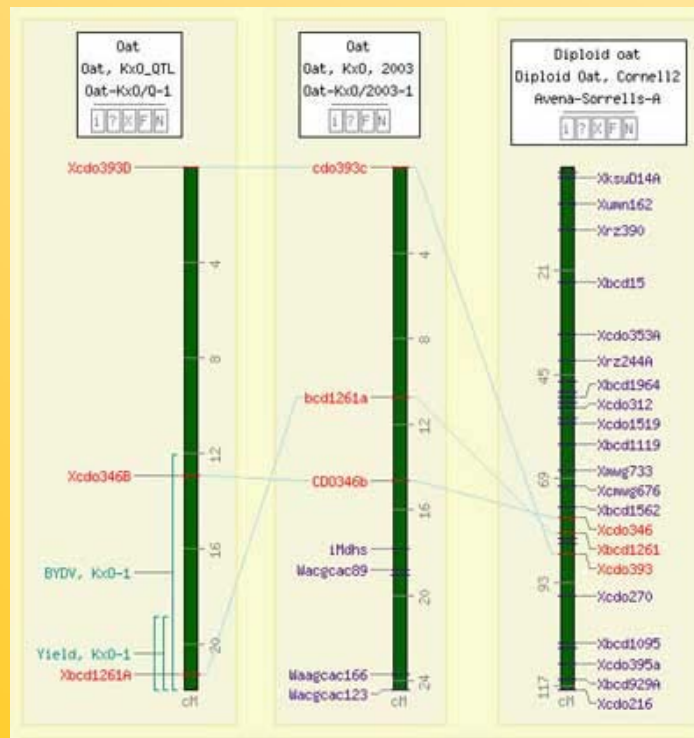 Oat
Oat, KxO_QTL
Oat-KxO/Q-1
i ? X F N
Xcdo393D
4
8
12
Xcdo346B
16
BYDV, KxO-1
20
Yield, KxO-1
Xbcd1261A
cM
Oat
Oat, KxO, 2003
Oat-KxO/2003-1
i ? X F N
cdo393c
4
8
bcd1261a
12
CDO346b
16
iMdhs
Wacgcac89
20
Waagcac166
24
Wacgcac123
cM
Diploid oat
Diploid Oat, Cornell2
Avena-Sorrells-A
i ? X F N
XksuD14A
Xumn162
Xrz390
21
Xbcd15
Xcdo353A
Xrz244A
45
Xbcd1964
Xcdo312
Xcdo1519
Xbcd1119
Xmwg733
69
Xcmwg676
Xbcd1562
Xcdo346
Xbcd1261
Xcdo393
93
Xcdo270
Xbcd1095
Xcdo395a
Xbcd929A
117
Xcdo216
cM